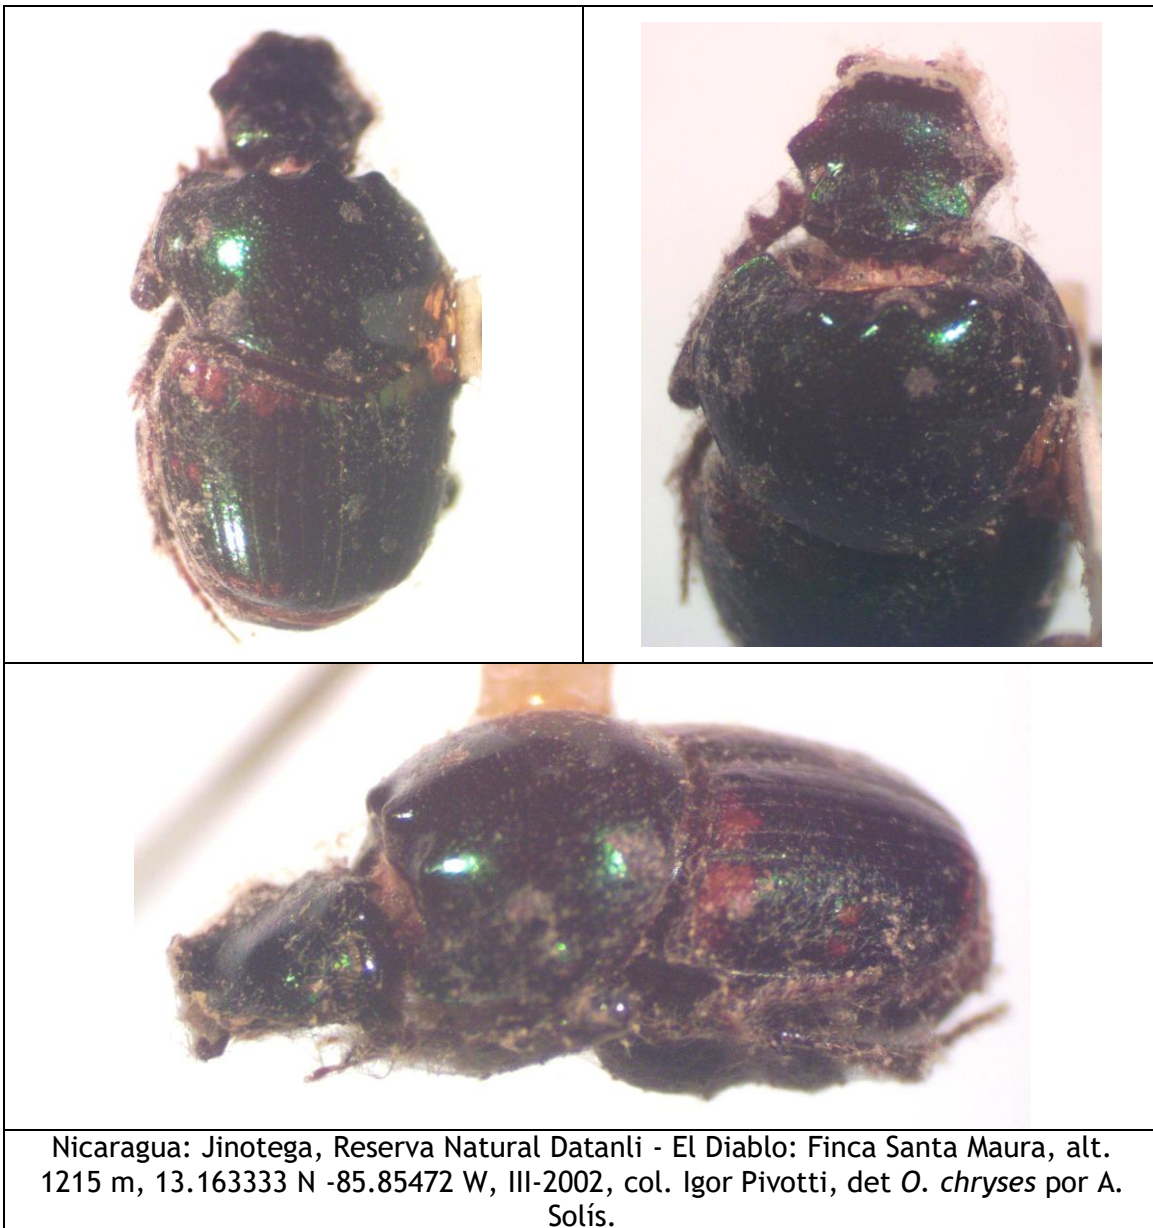 Nicaragua: Jinotega, Reserva Natural Datanli - El Diablo: Finca Santa Maura, alt.
1215 m, 13.163333 N -85.85472 W, III-2002, col. Igor Pivotti, det O. chryses por A.
Solís.